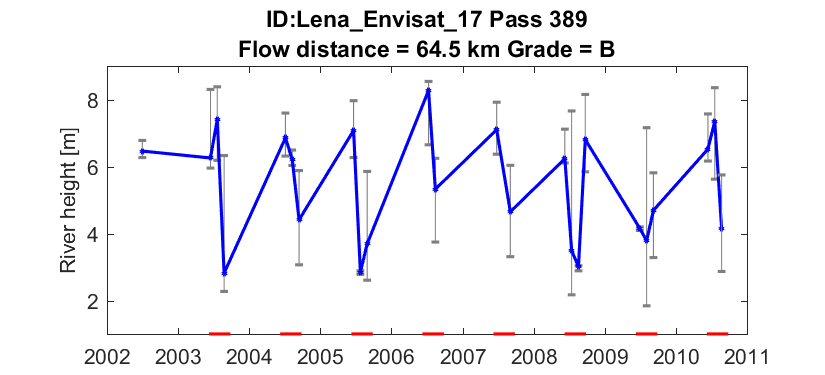 ID:Lena_Envisat_17 Pass 389
Flow distance = 64.5 km Grade = B
River height [m]
8
6
4
2
2002 2003 2004 2005 2006 2007 2008 2009 2010 2011